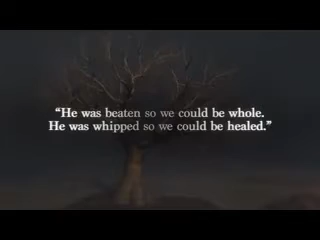 “He was beaten so we could be whole.
He was whipped so we could be healed.”